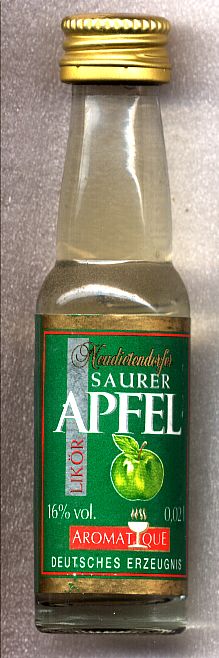 Neudietendorfer
SAURER
APFEL
LIKÖR
16% vol. 0,02 l
AROMATIQUE
DEUTSCHES ERZEUGNIS